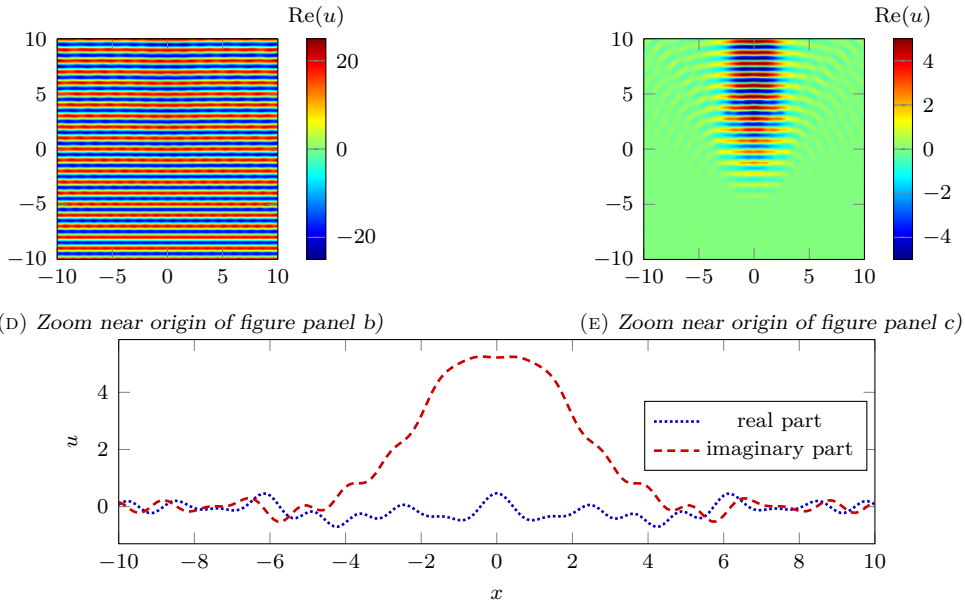 Re(u) Re(u)
10 20 10 4
5 5 2
0 0 0 0
−5 −5 −2
−20 −4
−10 −10
−10 −5 0 5 10 −10 −5 0 5 10
(D) Zoom near origin of figure panel b) (E) Zoom near origin of figure panel c)
4
real part
u 2 imaginary part
0
−10 −8 −6 −4 −2 0 2 4 6 8 10
x